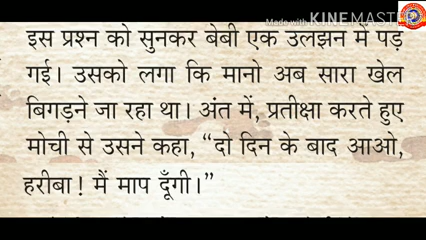 Made with KINEMASTER
इस प्रश्न को सुनकर बेबी एक उलझन में पड़
गई। उसको लगा कि मानो अब सारा खेल
बिगड़ने जा रहा था। अंत में, प्रतीक्षा करते हुए
मोची से उसने कहा, “दो दिन के बाद आओ,
हरीबा! मैं माप दूँगी।”